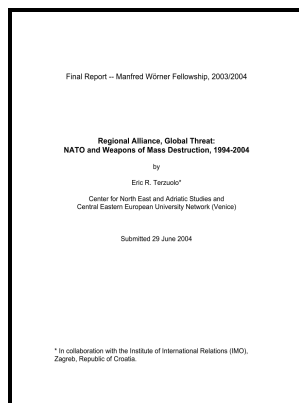 Final Report -- Manfred Wörner Fellowship, 2003/2004
Regional Alliance, Global Threat:
NATO and Weapons of Mass Destruction, 1994-2004
by
Eric R. Terzuolo*
Center for North East and Adriatic Studies and
Central Eastern European University Network (Venice)
Submitted 29 June 2004
* In collaboration with the Institute of International Relations (IMO),
Zagreb, Republic of Croatia.